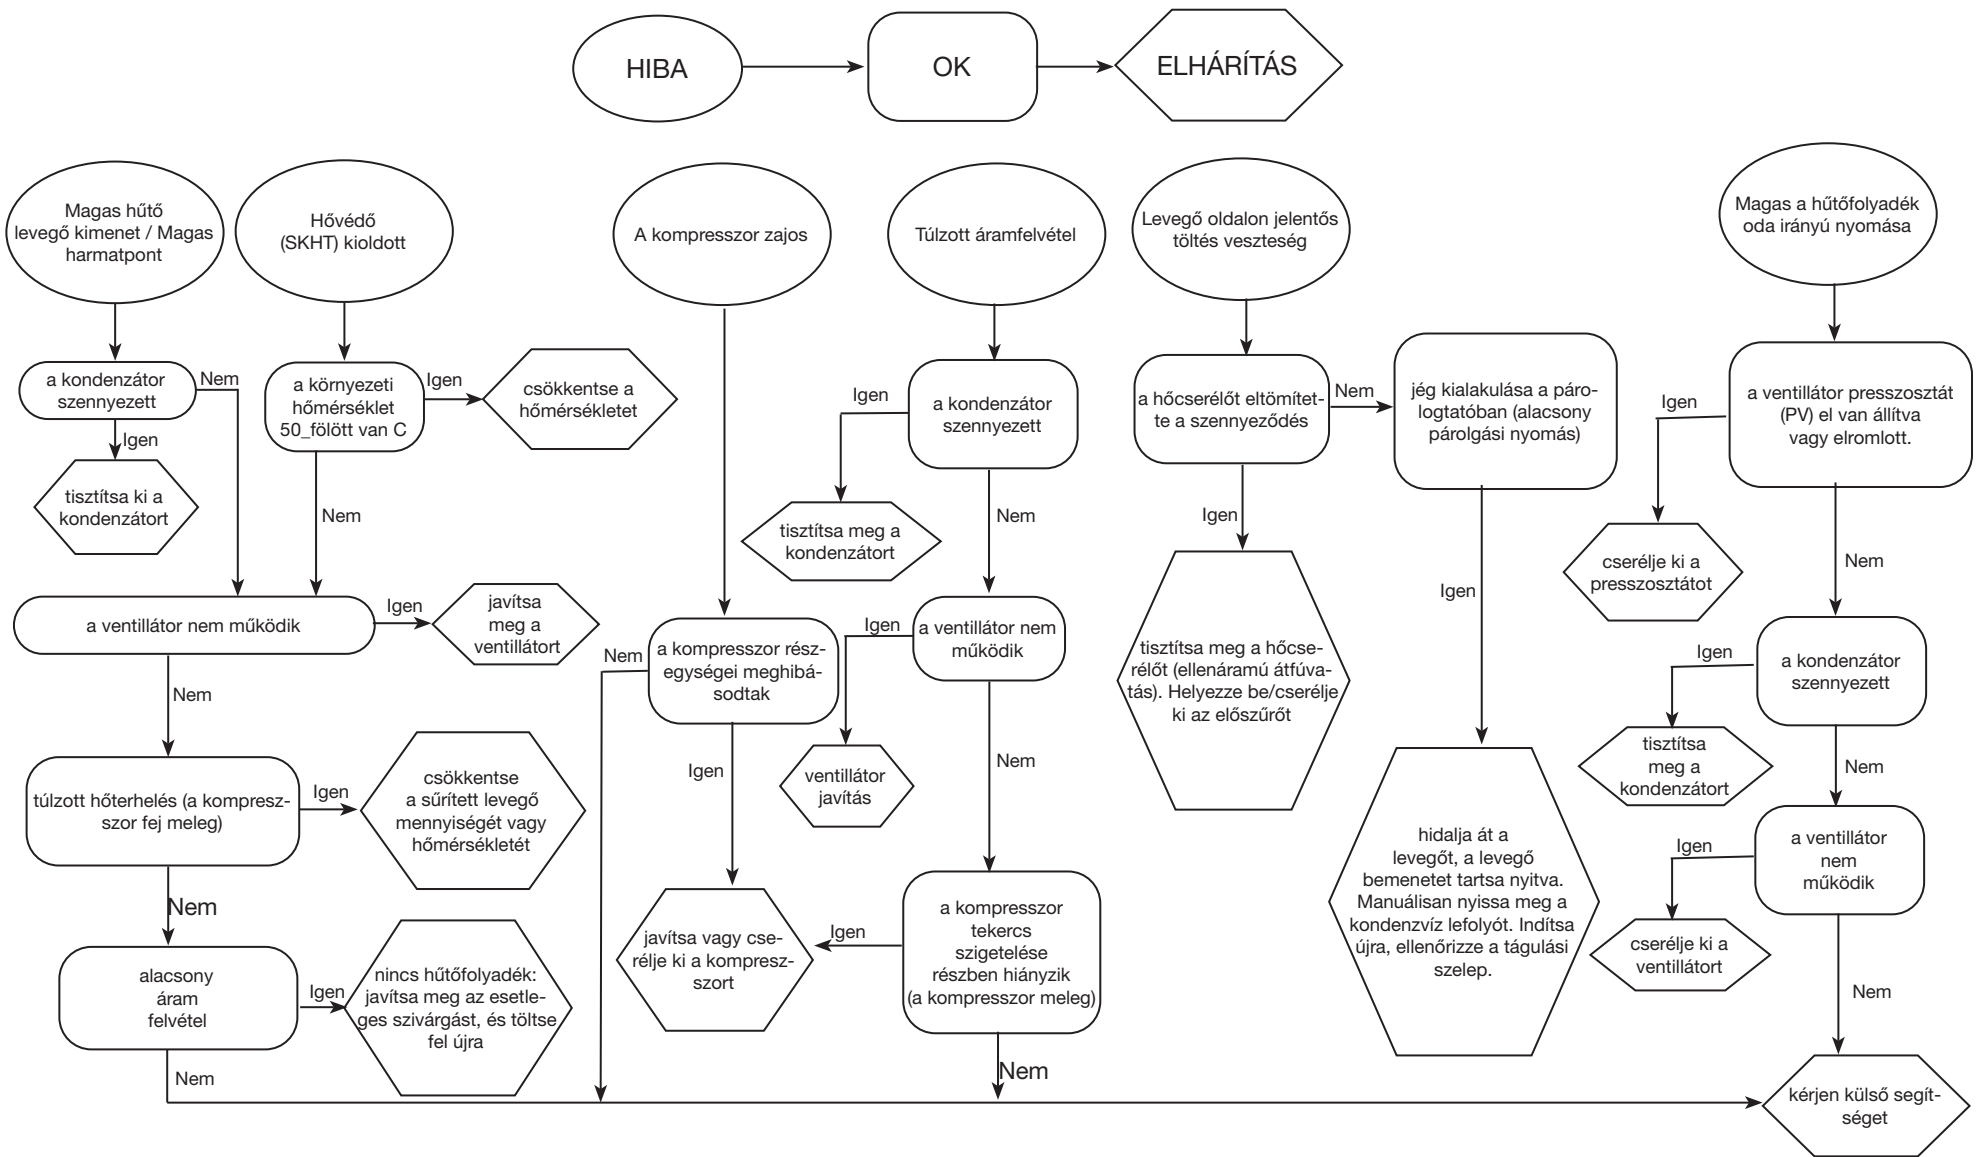 HIBA
OK
ELHÁRÍTÁS
Magas hűtő
levegő kimenet / Magas
harmatpont
Hővédő
(SKHT) kioldott
A kompresszor zajos
Túlzott áramfelvétel
Levegő oldalon jelentős
töltés veszteség
Magas a hűtőfolyadék
oda irányú nyomása
a kondenzátor
szennyezett
Nem
Igen
tisztítsa ki a
kondenzátort
a környezeti
hőmérséklet
50_fölött van C
Igen
csökkentse a
hőmérsékletet
Nem
a ventillátor nem működik
Igen
javítsa
meg a
ventillátort
Nem
túlzott hőterhelés (a kompresz-
szor fej meleg)
Igen
csökkentse
a sűrített levegő
mennyiségét vagy
hőmérsékletét
Nem
alacsony
áram
felvétel
Igen
nincs hűtőfolyadék:
javítsa meg az esetle-
ges szivárgást, és töltse
fel újra
Nem
a kompresszor rész-
egységei meghibá-
sodtak
Nem
Igen
javítsa vagy cse-
rélje ki a kompresz-
szort
a kondenzátor
szennyezett
Igen
tisztítsa meg a
kondenzátort
Nem
a ventillátor nem
működik
Igen
ventillátor
javítás
Nem
a kompresszor
tekercs
szigetelése
részben hiányzik
(a kompresszor meleg)
Igen
Nem
a hőcserélőt eltömítet-
te a szennyeződés
Nem
Igen
tisztítsa meg a hőcse-
rélőt (ellenáramú átfúva-
tás). Helyezze be/cserélje
ki az előszűrőt
jég kialakulása a páro-
logtatóban (alacsony
párolgási nyomás)
Igen
hidalja át a
levegőt, a levegő
bemenetet tartsa nyitva.
Manuálisan nyissa meg a
kondenzvíz lefolyót. Indítsa
újra, ellenőrizze a tágulási
szelep.
a ventillátor presszosztát
(PV) el van állítva
vagy elromlott.
Igen
cserélje ki a
presszosztátot
Nem
a kondenzátor
szennyezett
Igen
tisztítsa
meg a
kondenzátort
Nem
a ventillátor
nem
működik
Igen
cserélje ki a
ventillátort
Nem
kérjen külső segít-
séget